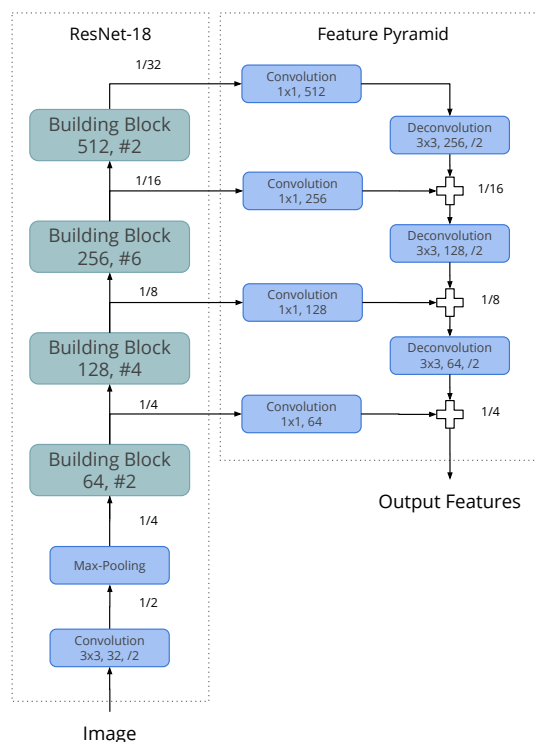 ResNet-18
Feature Pyramid
1/32
Convolution
1x1, 512
Building Block
512, #2
Deconvolution
3x3, 256, /2
1/16
Convolution
1x1, 256
1/16
Building Block
256, #6
Deconvolution
3x3, 128, /2
1/8
Convolution
1x1, 128
1/8
Building Block
128, #4
Deconvolution
3x3, 64, /2
1/4
Convolution
1x1, 64
1/4
Building Block
64, #2
Output Features
1/4
Max-Pooling
1/2
Convolution
3x3, 32, /2
Image